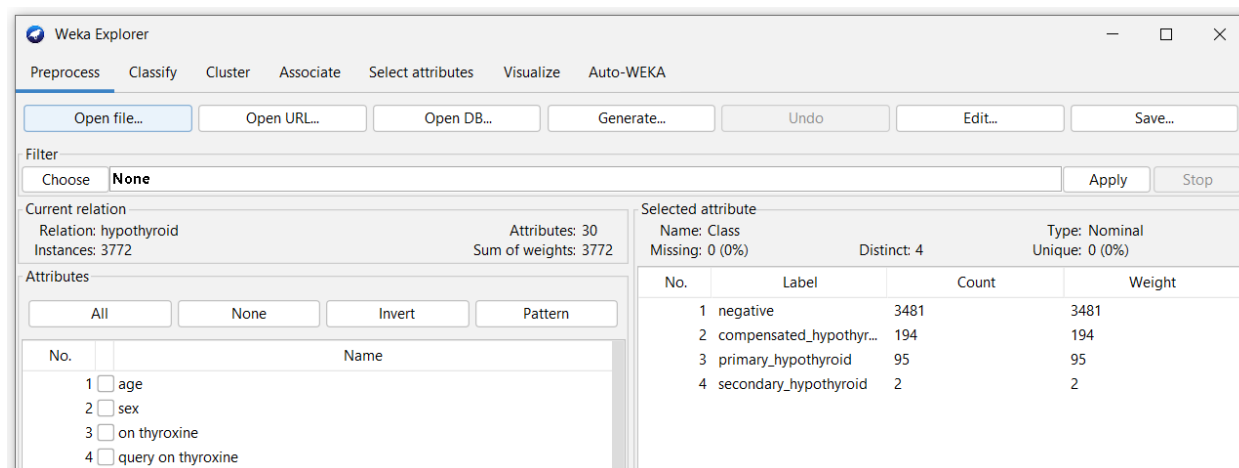 Weka Explorer
Preprocess Classify Cluster Associate Select attributes Visualize Auto-WEKA
Open file... Open URL... Open DB... Generate... Undo Edit... Save...
Filter
Choose None Apply Stop
Current relation
Relation: hypothyroid Attributes: 30
Instances: 3772 Sum of weights: 3772
Attributes
All None Invert Pattern
No. Name
1 age
2 sex
3 on thyroxine
4 query on thyroxine
Selected attribute
Name: Class Type: Nominal
Missing: 0 (0%) Distinct: 4 Unique: 0 (0%)
No. Label Count Weight
1 negative 3481 3481
2 compensated_hypothyr... 194 194
3 primary_hypothyroid 95 95
4 secondary_hypothyroid 2 2